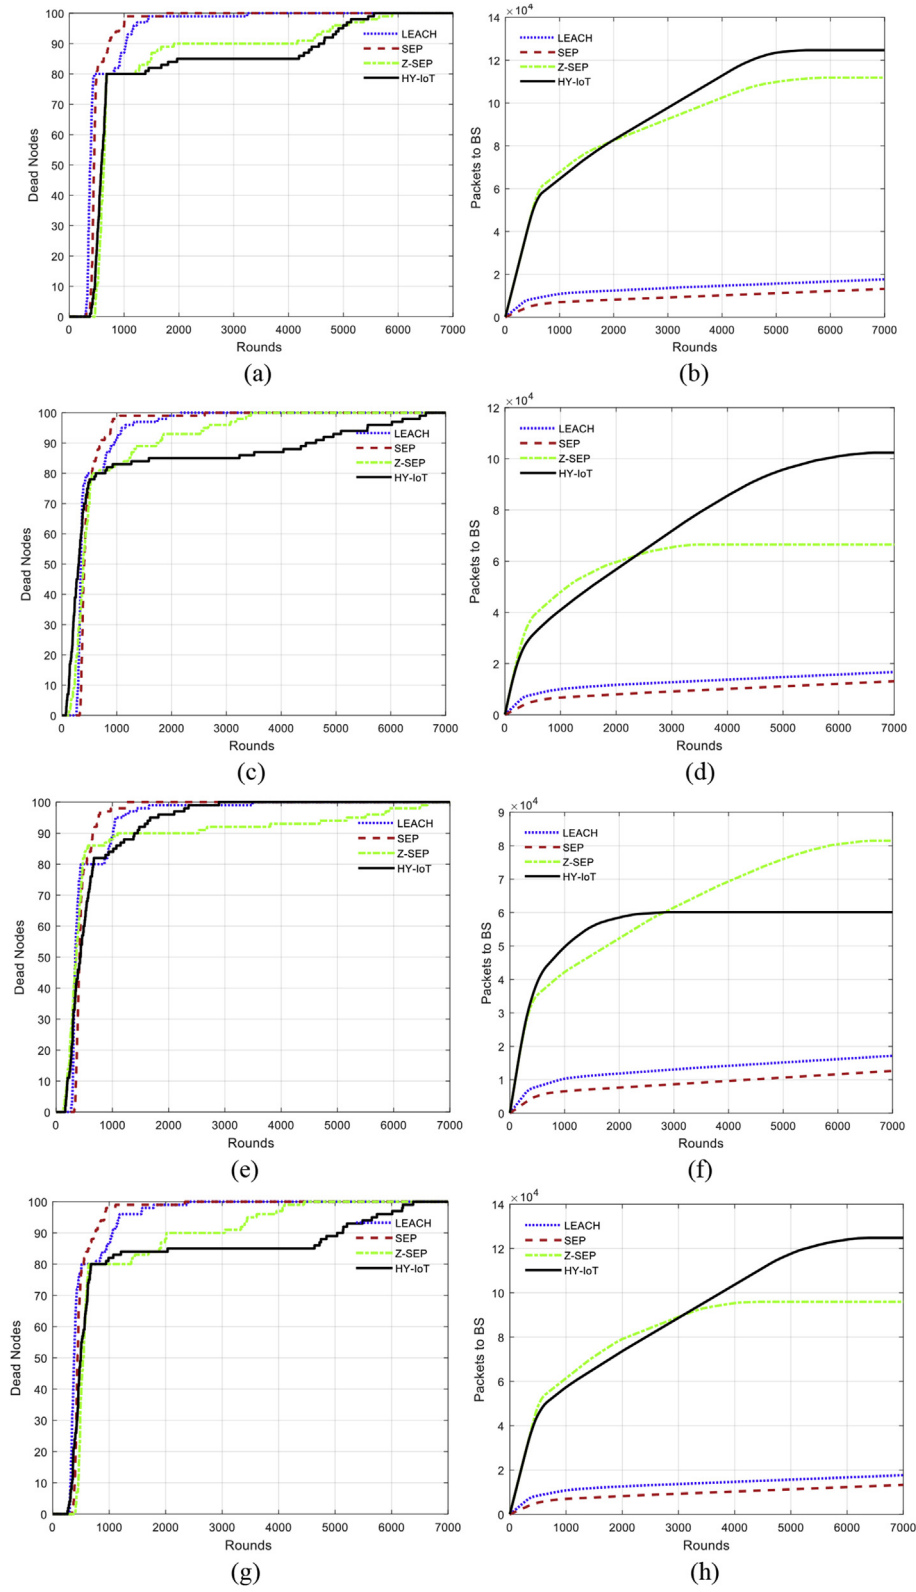 100
90
80
70
60
50
40
30
20
10
0
Dead Nodes
LEACH
SEP
Z-SEP
HY-IoT
0 1000 2000 3000 4000 5000 6000 7000
Rounds
(a)
×10^4
14
12
10
8
6
4
2
0
Packets to BS
LEACH
SEP
Z-SEP
HY-IoT
0 1000 2000 3000 4000 5000 6000 7000
Rounds
(b)
100
90
80
70
60
50
40
30
20
10
0
Dead Nodes
LEACH
SEP
Z-SEP
HY-IoT
0 1000 2000 3000 4000 5000 6000 7000
Rounds
(c)
×10^4
12
10
8
6
4
2
0
Packets to BS
LEACH
SEP
Z-SEP
HY-IoT
0 1000 2000 3000 4000 5000 6000 7000
Rounds
(d)
100
90
80
70
60
50
40
30
20
10
0
Dead Nodes
LEACH
SEP
Z-SEP
HY-IoT
0 1000 2000 3000 4000 5000 6000 7000
Rounds
(e)
×10^4
9
8
7
6
5
4
3
2
1
0
Packets to BS
LEACH
SEP
Z-SEP
HY-IoT
0 1000 2000 3000 4000 5000 6000 7000
Rounds
(f)
100
90
80
70
60
50
40
30
20
10
0
Dead Nodes
LEACH
SEP
Z-SEP
HY-IoT
0 1000 2000 3000 4000 5000 6000 7000
Rounds
(g)
×10^4
14
12
10
8
6
4
2
0
Packets to BS
LEACH
SEP
Z-SEP
HY-IoT
0 1000 2000 3000 4000 5000 6000 7000
Rounds
(h)